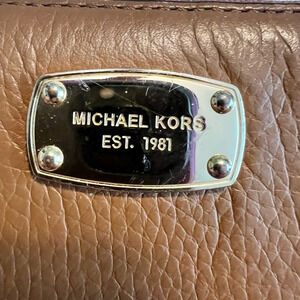 MICHAEL KORS
EST. 1981